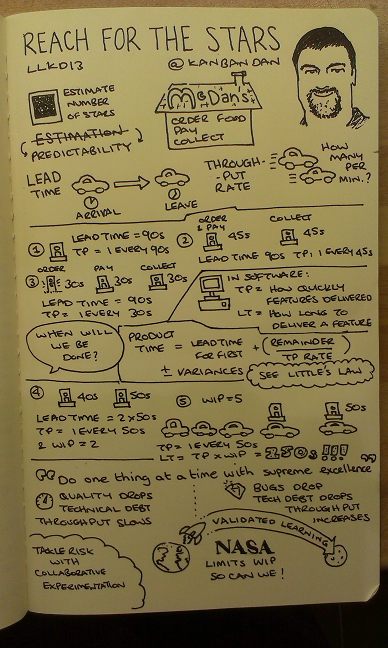 REACH FOR THE STARS
LLKD13
@KANBANDAN
ESTIMATE
NUMBER
OF STARS
ESTIMATION
PREDICTABILITY
McDan's
ORDER FOOD
PAY
COLLECT
LEAD
TIME
ARRIVAL
LEAVE
THROUGH-
-PUT
RATE
HOW
MANY
PER
MIN.?
1 LEAD TIME = 90s
TP = 1 EVERY 90s
2 ORDER
& PAY
45s
COLLECT
45s
LEAD TIME 90s TP: 1 EVERY 45s
3 ORDER PAY COLLECT
30s 30s 30s
LEAD TIME = 90s
TP = 1 EVERY 30s
IN SOFTWARE:
TP = HOW QUICKLY
FEATURES DELIVERED
LT = HOW LONG TO
DELIVER A FEATURE
WHEN WILL
WE BE
DONE?
PRODUCT
TIME = LEADTIME
FOR FIRST + (REMAINDER
TP RATE)
± VARIANCES
SEE LITTLE'S LAW
4 40s 50s
LEAD TIME = 2x50s
TP = 1 EVERY 50s
& WIP = 2
5 WIP=5
50s
TP = 1 EVERY 50s
LT = TP x WIP = 250s!!!
"Do one thing at a time with supreme excellence"
QUALITY DROPS
TECHNICAL DEBT
THROUGHPUT SLOWS
BUGS DROP
TECH DEBT DROPS
THROUGHPUT
INCREASES
VALIDATED LEARNING
NASA
LIMITS WIP
SO CAN WE!
TACKLE RISK
WITH
COLLABORATIVE
EXPERIMENTATION